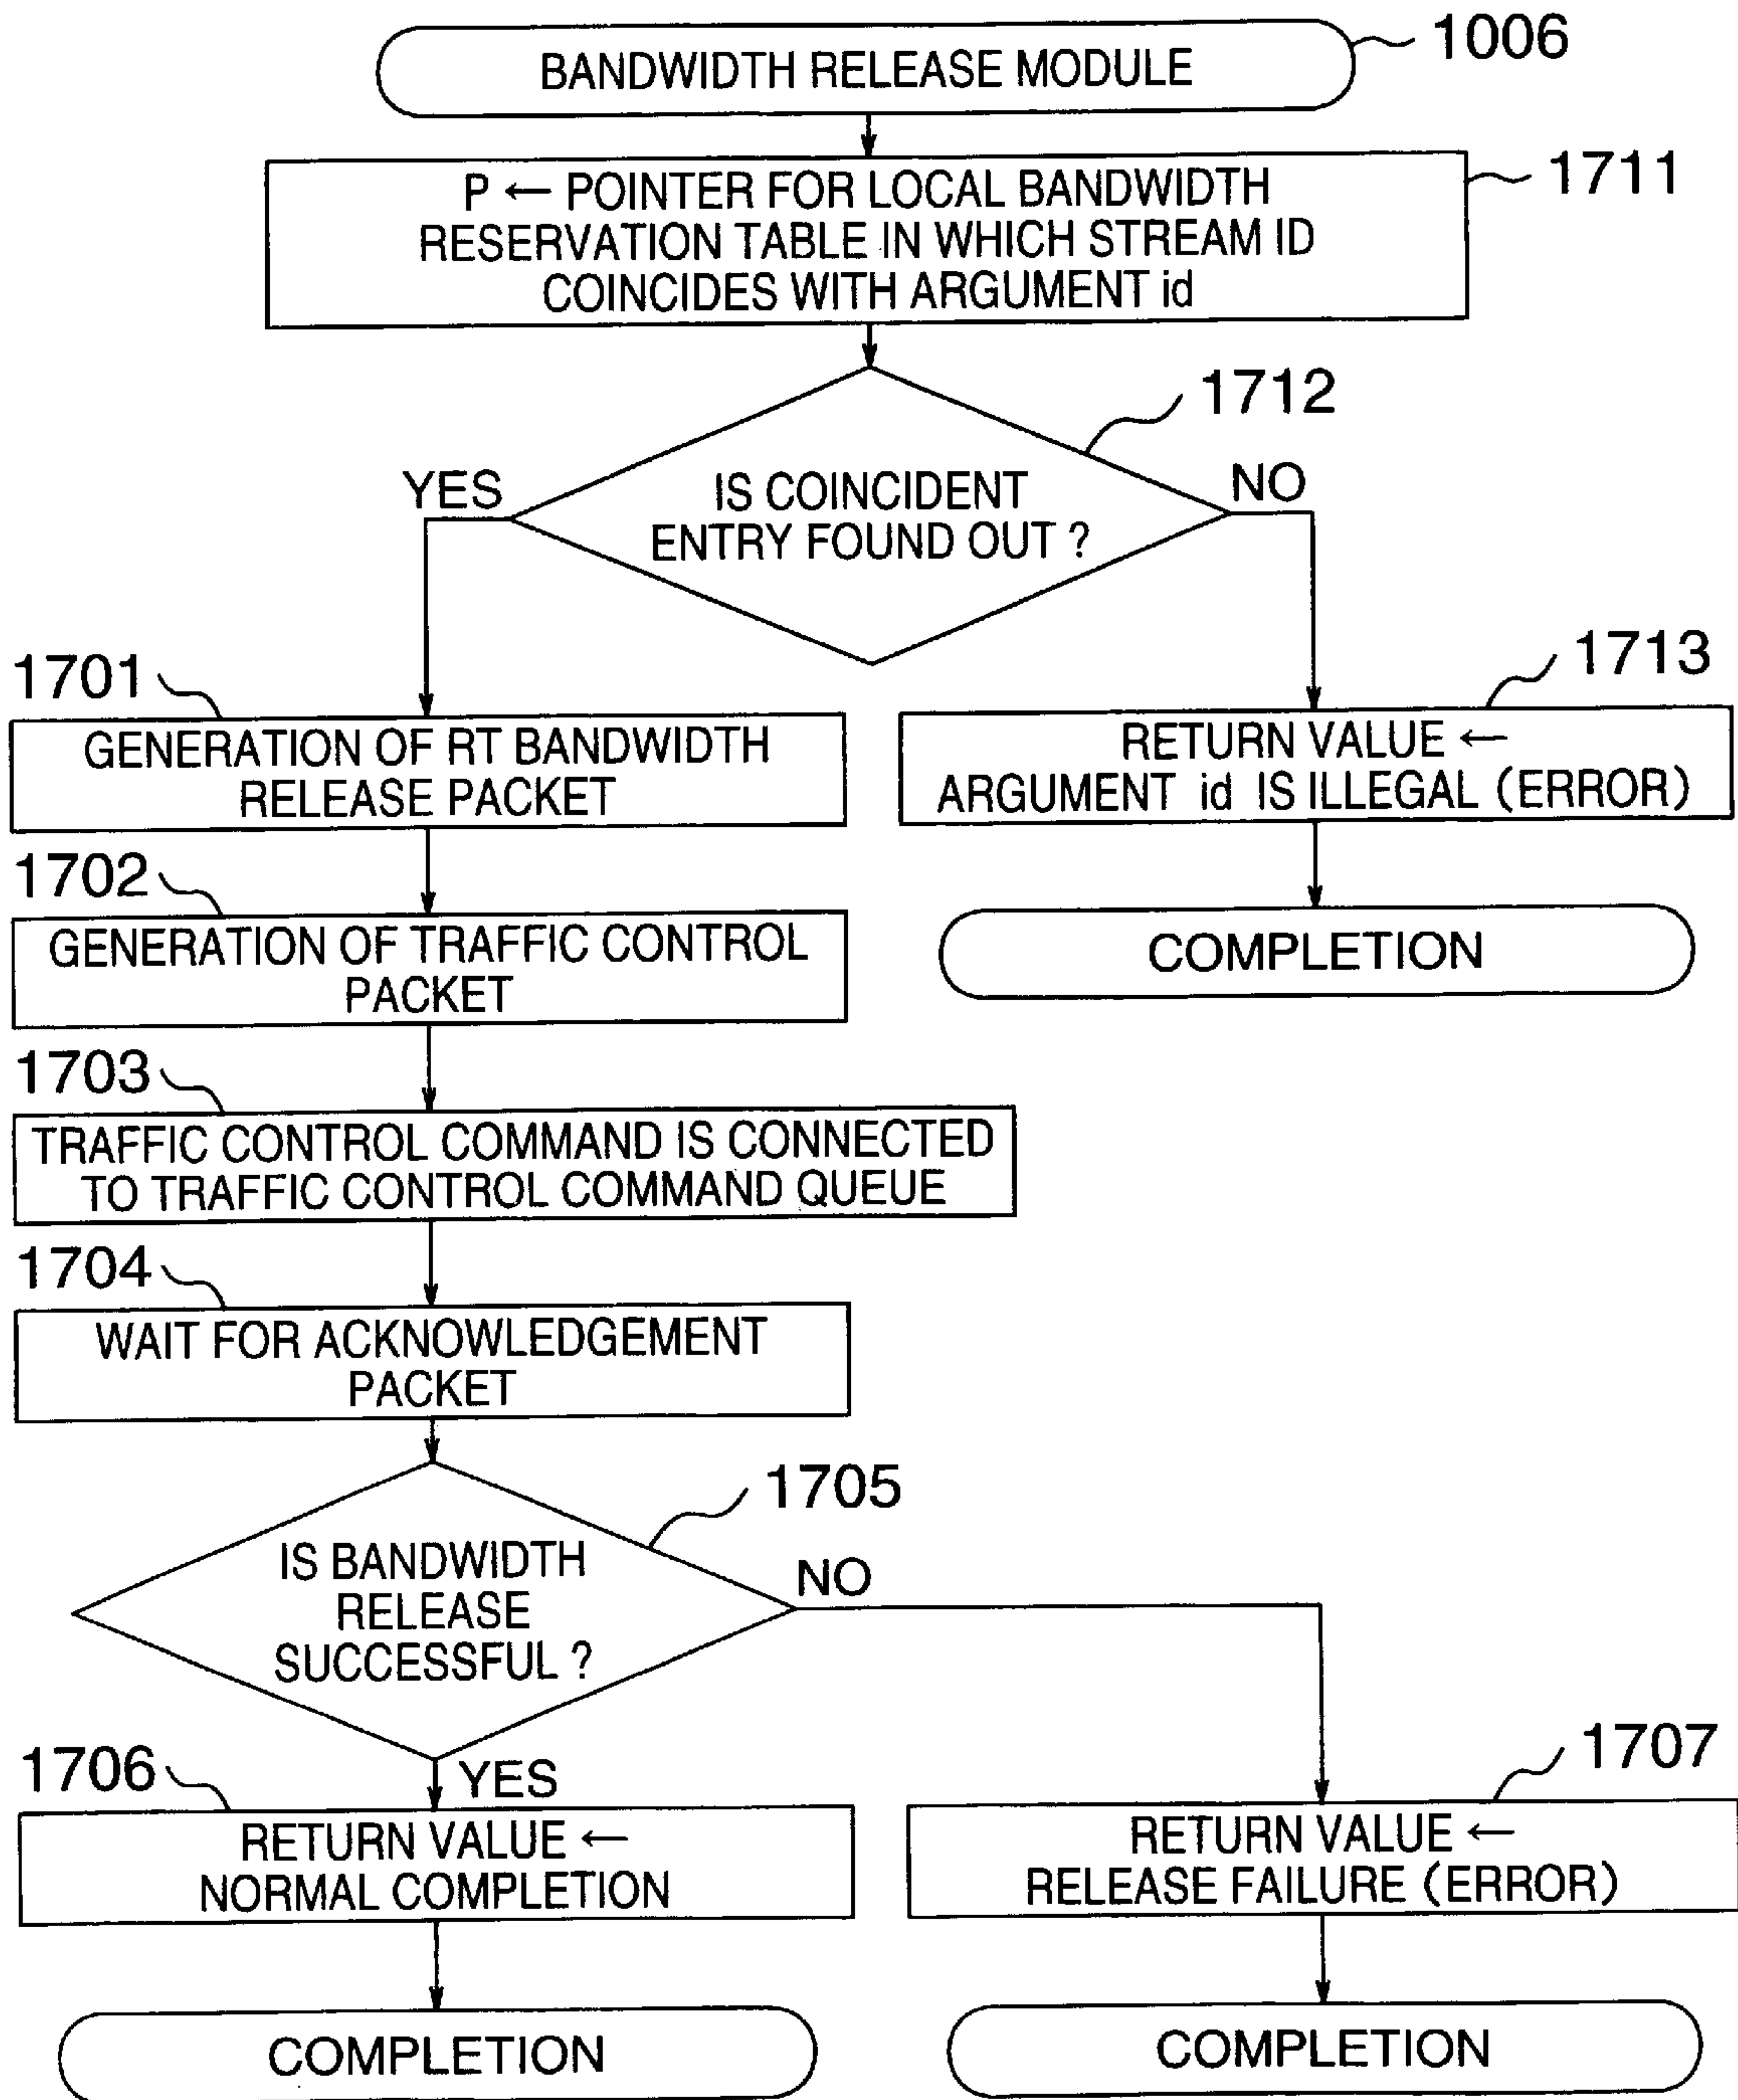 BANDWIDTH RELEASE MODULE
1006
P ← POINTER FOR LOCAL BANDWIDTH
RESERVATION TABLE IN WHICH STREAM ID
COINCIDES WITH ARGUMENT id
1711
1712
IS COINCIDENT
ENTRY FOUND OUT ?
YES
NO
1701
GENERATION OF RT BANDWIDTH
RELEASE PACKET
1713
RETURN VALUE ←
ARGUMENT id IS ILLEGAL (ERROR)
COMPLETION
1702
GENERATION OF TRAFFIC CONTROL
PACKET
1703
TRAFFIC CONTROL COMMAND IS CONNECTED
TO TRAFFIC CONTROL COMMAND QUEUE
1704
WAIT FOR ACKNOWLEDGEMENT
PACKET
1705
IS BANDWIDTH
RELEASE
SUCCESSFUL ?
NO
YES
1706
RETURN VALUE ←
NORMAL COMPLETION
COMPLETION
1707
RETURN VALUE ←
RELEASE FAILURE (ERROR)
COMPLETION